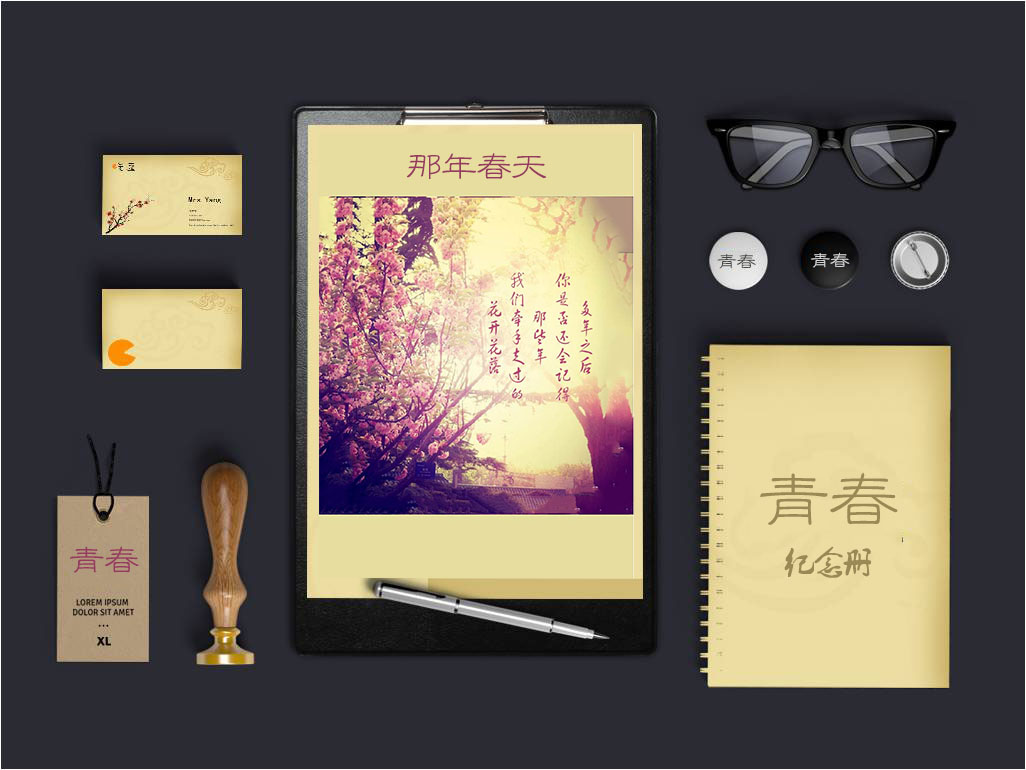 那年春天
多年之后
你是否还会记得
那些年
我们牵手走过的
花开花落
Mrs Yang
青春
LOREM IPSUM
DOLOR SIT AMET
...
XL
青春
青春
青春
纪念册